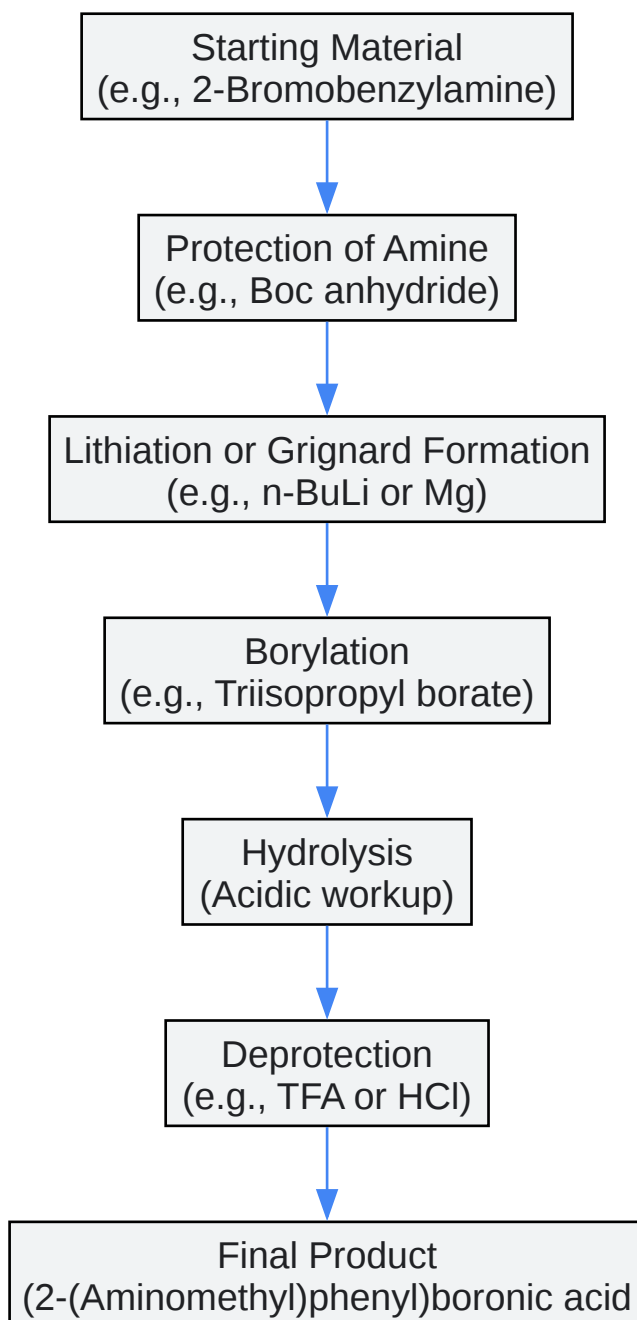 Starting Material
(e.g., 2-Bromobenzylamine)
Protection of Amine
(e.g., Boc anhydride)
Lithiation or Grignard Formation
(e.g., n-BuLi or Mg)
Borylation
(e.g., Triisopropyl borate)
Hydrolysis
(Acidic workup)
Deprotection
(e.g., TFA or HCl)
Final Product
(2-(Aminomethyl)phenyl)boronic acid